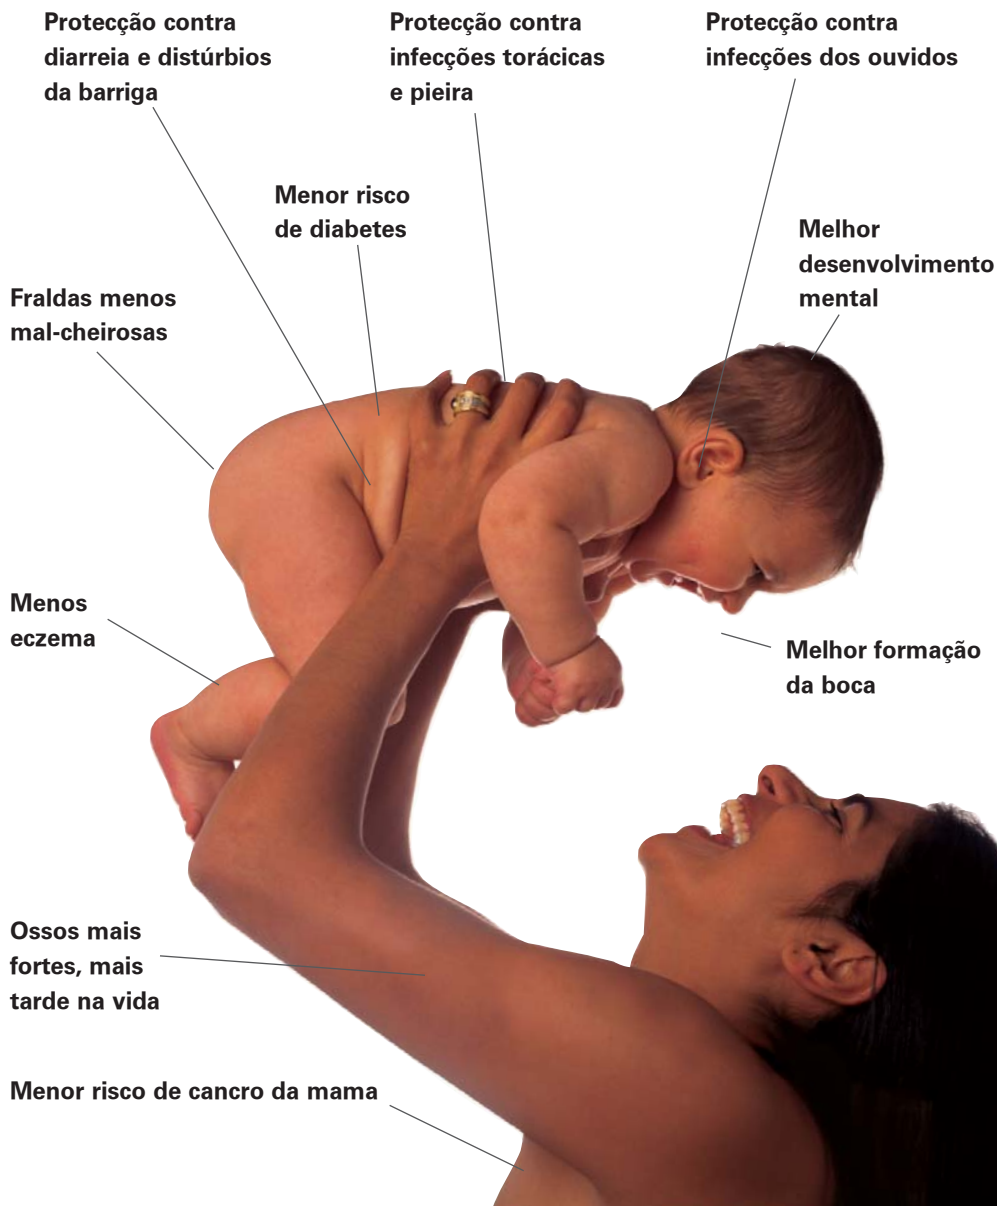 Protecção contra
diarreia e distúrbios
da barriga
Protecção contra
infecções torácicas
e pieira
Protecção contra
infecções dos ouvidos
Menor risco
de diabetes
Melhor
desenvolvimento
mental
Fraldas menos
mal-cheirosas
Menos
eczema
Melhor formação
da boca
Ossos mais
fortes, mais
tarde na vida
Menor risco de cancro da mama